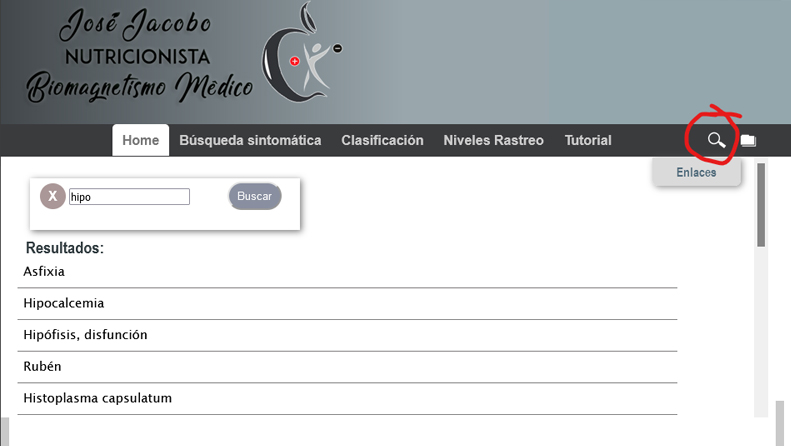 José Jacobo
NUTRICIONISTA
Biomagnetismo Médico
Home Búsqueda sintomática Clasificación Niveles Rastreo Tutorial
Enlaces
X hipo Buscar
Resultados:
Asfixia
Hipocalcemia
Hipófisis, disfunción
Rubén
Histoplasma capsulatum